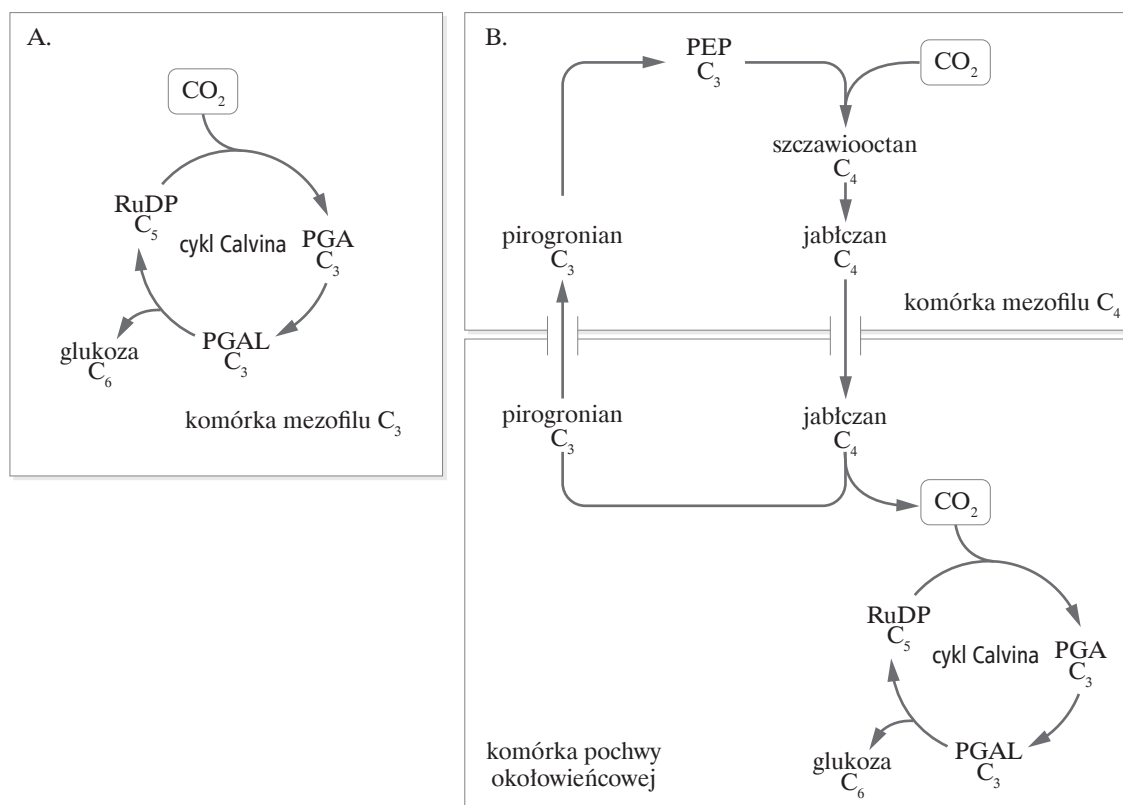 A.
CO₂
RuDP
C₅
cykl Calvina
PGA
C₃
PGAL
C₃
glukoza
C₆
komórka mezofilu C₃
B.
PEP
C₃
CO₂
szczawiooctan
C₄
pirogronian
C₃
jabłczan
C₄
komórka mezofilu C₄
pirogronian
C₃
jabłczan
C₄
CO₂
RuDP
C₅
cykl Calvina
PGA
C₃
PGAL
C₃
glukoza
C₆
komórka pochwy
okołowieńcowej